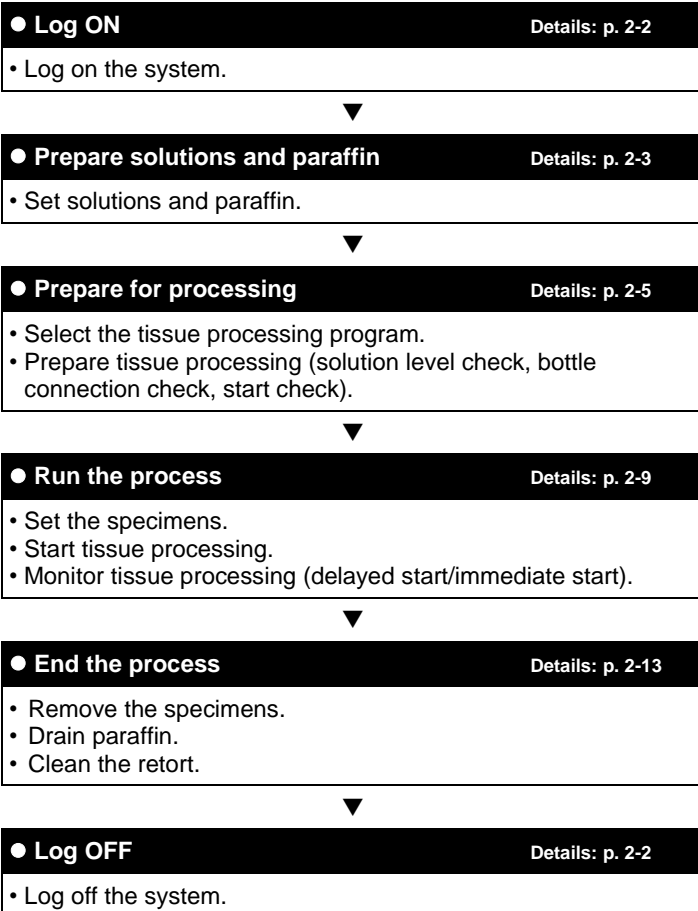 ● Log ON Details: p. 2-2
• Log on the system.
▼
● Prepare solutions and paraffin Details: p. 2-3
• Set solutions and paraffin.
▼
● Prepare for processing Details: p. 2-5
• Select the tissue processing program.
• Prepare tissue processing (solution level check, bottle
connection check, start check).
▼
● Run the process Details: p. 2-9
• Set the specimens.
• Start tissue processing.
• Monitor tissue processing (delayed start/immediate start).
▼
● End the process Details: p. 2-13
• Remove the specimens.
• Drain paraffin.
• Clean the retort.
▼
● Log OFF Details: p. 2-2
• Log off the system.